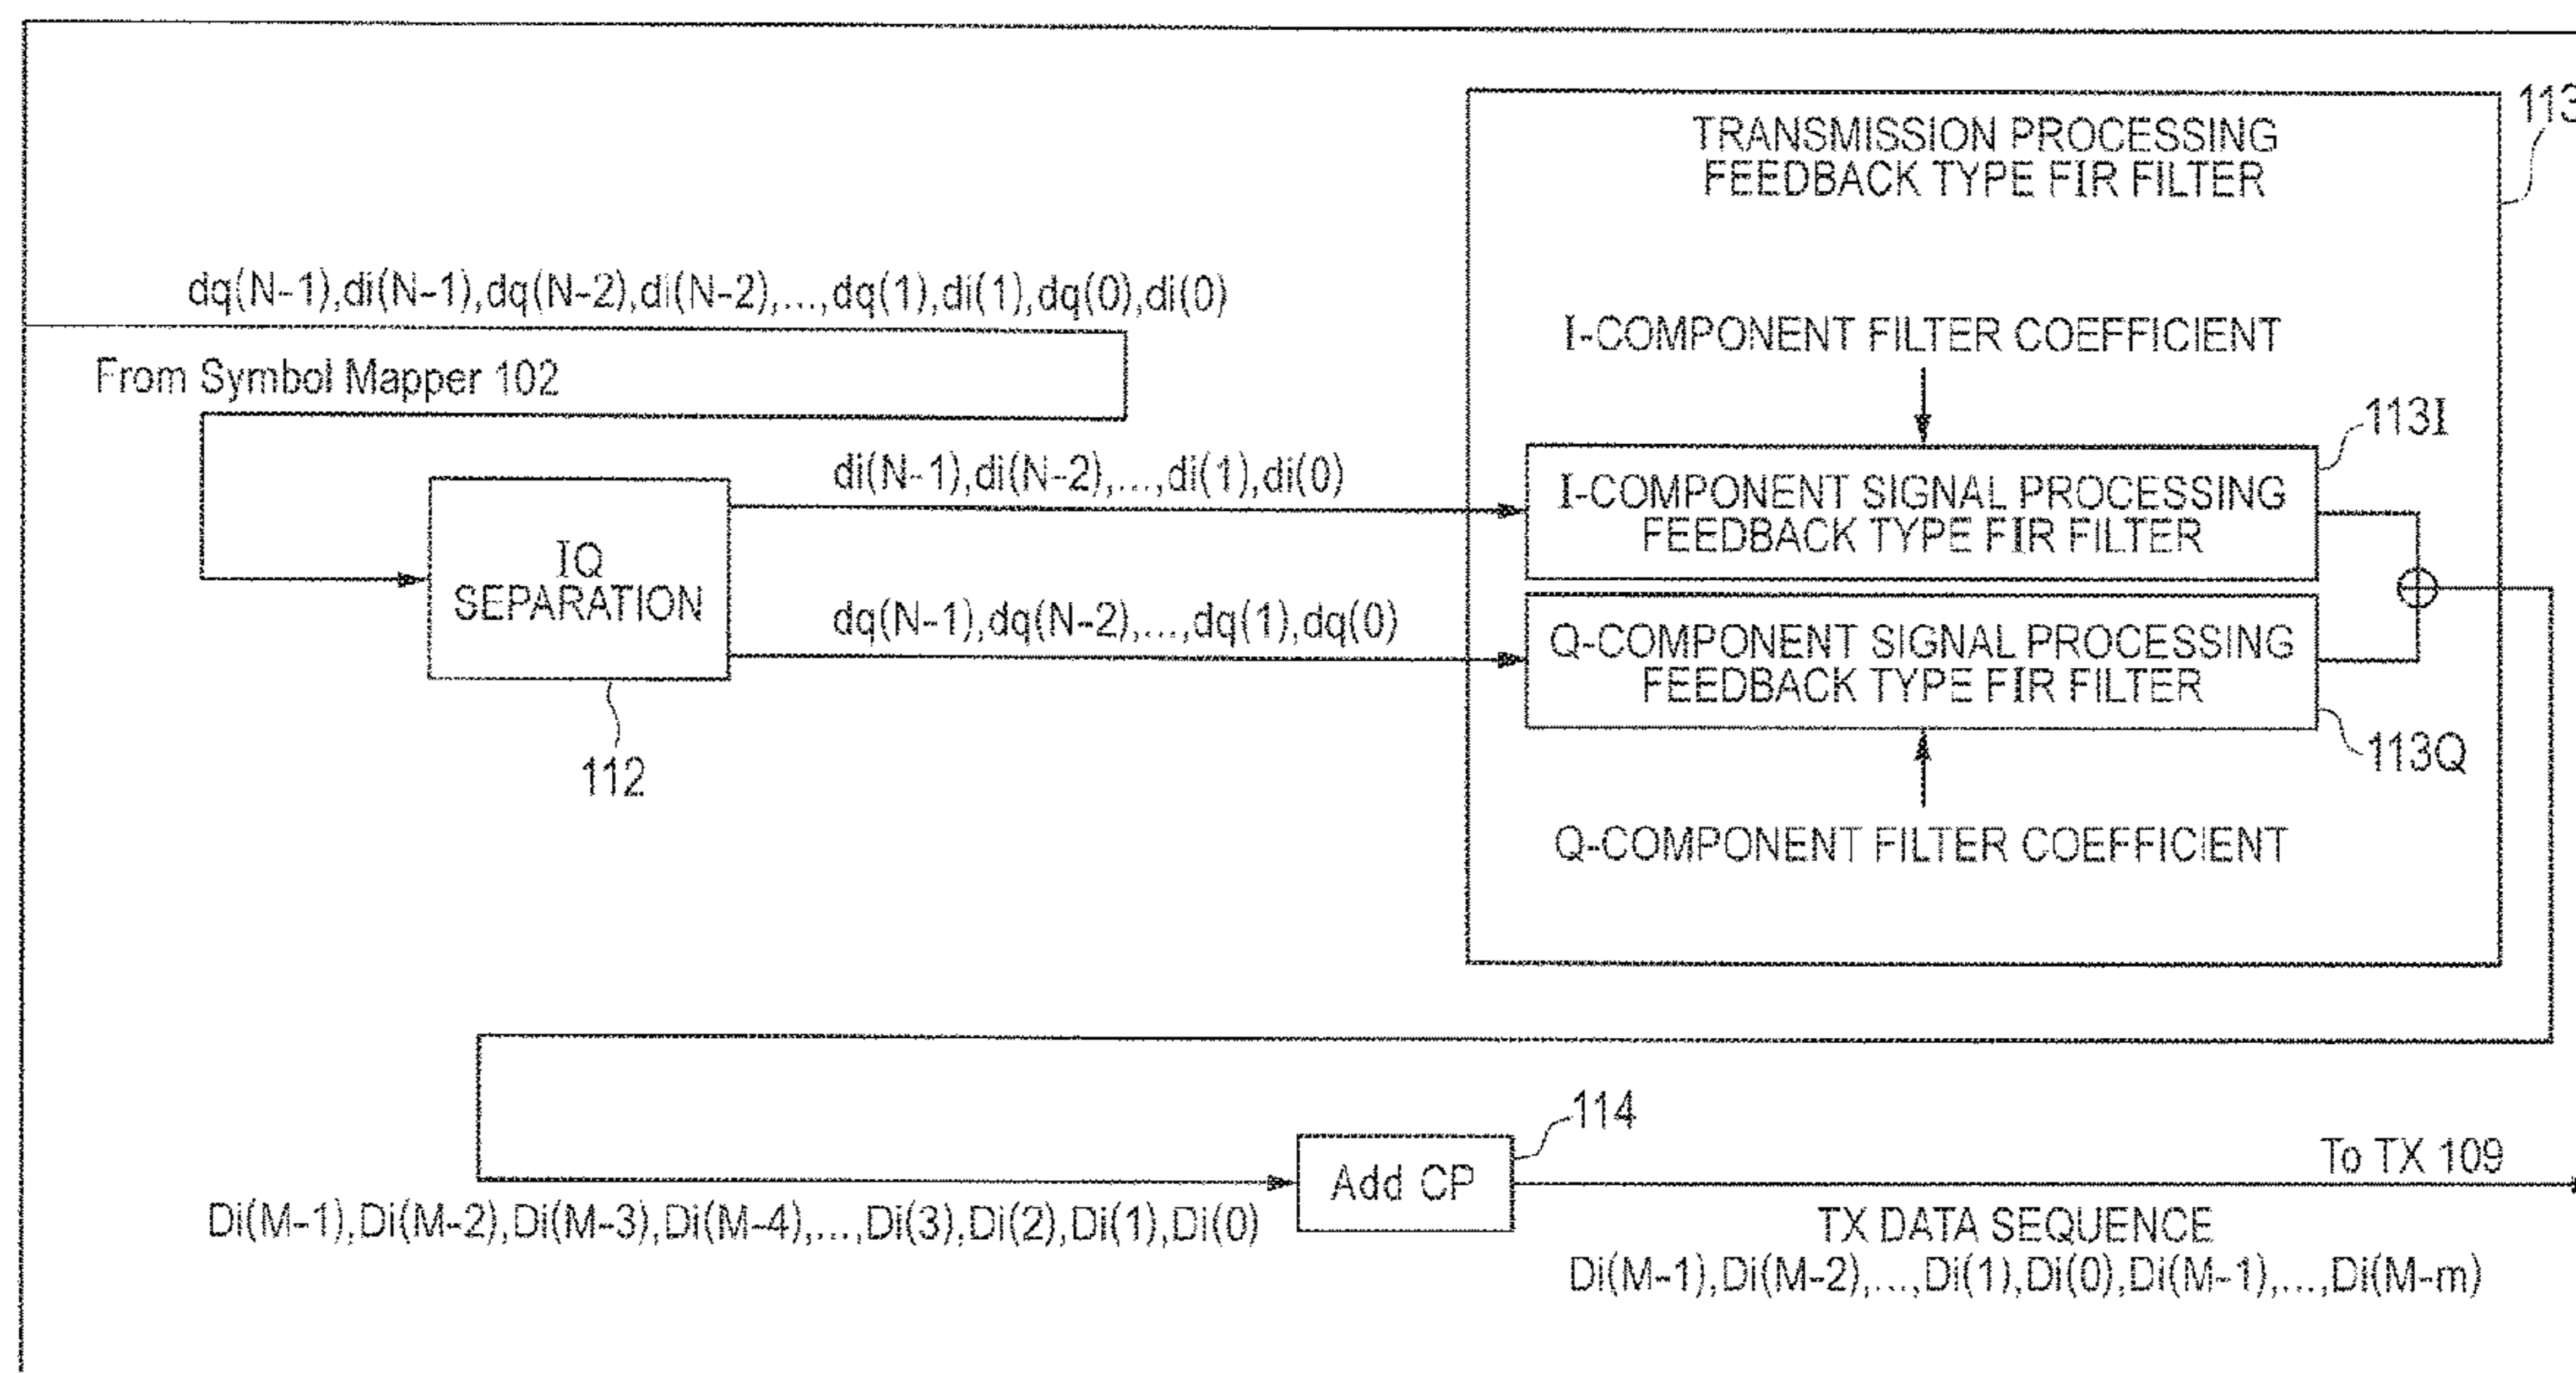 113
TRANSMISSION PROCESSING
FEEDBACK TYPE FIR FILTER
dq(N-1),di(N-1),dq(N-2),di(N-2),...,dq(1),di(1),dq(0),di(0)
From Symbol Mapper 102
I-COMPONENT FILTER COEFFICIENT
113I
di(N-1),di(N-2),...,di(1),di(0)
I-COMPONENT SIGNAL PROCESSING
FEEDBACK TYPE FIR FILTER
IQ
SEPARATION
dq(N-1),dq(N-2),...,dq(1),dq(0)
Q-COMPONENT SIGNAL PROCESSING
FEEDBACK TYPE FIR FILTER
112
113Q
Q-COMPONENT FILTER COEFFICIENT
114
Add CP
To TX 109
Di(M-1),Di(M-2),Di(M-3),Di(M-4),...,Di(3),Di(2),Di(1),Di(0)
TX DATA SEQUENCE
Di(M-1),Di(M-2),...,Di(1),Di(0),Di(M-1),...,Di(M-m)